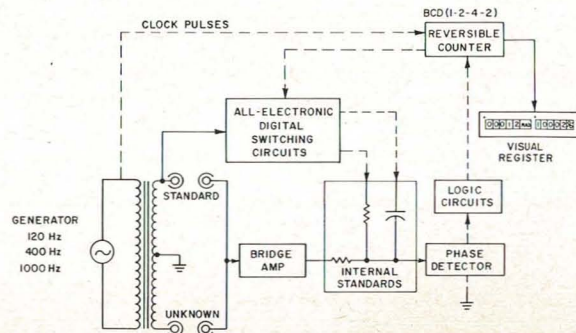 BCD (1-2-4-2)
CLOCK PULSES
REVERSIBLE
COUNTER
ALL-ELECTRONIC
DIGITAL
SWITCHING
CIRCUITS
VISUAL
REGISTER
STANDARD
LOGIC
CIRCUITS
GENERATOR
120 Hz
400 Hz
1000 Hz
BRIDGE
AMP
INTERNAL
STANDARDS
PHASE
DETECTOR
UNKNOWN